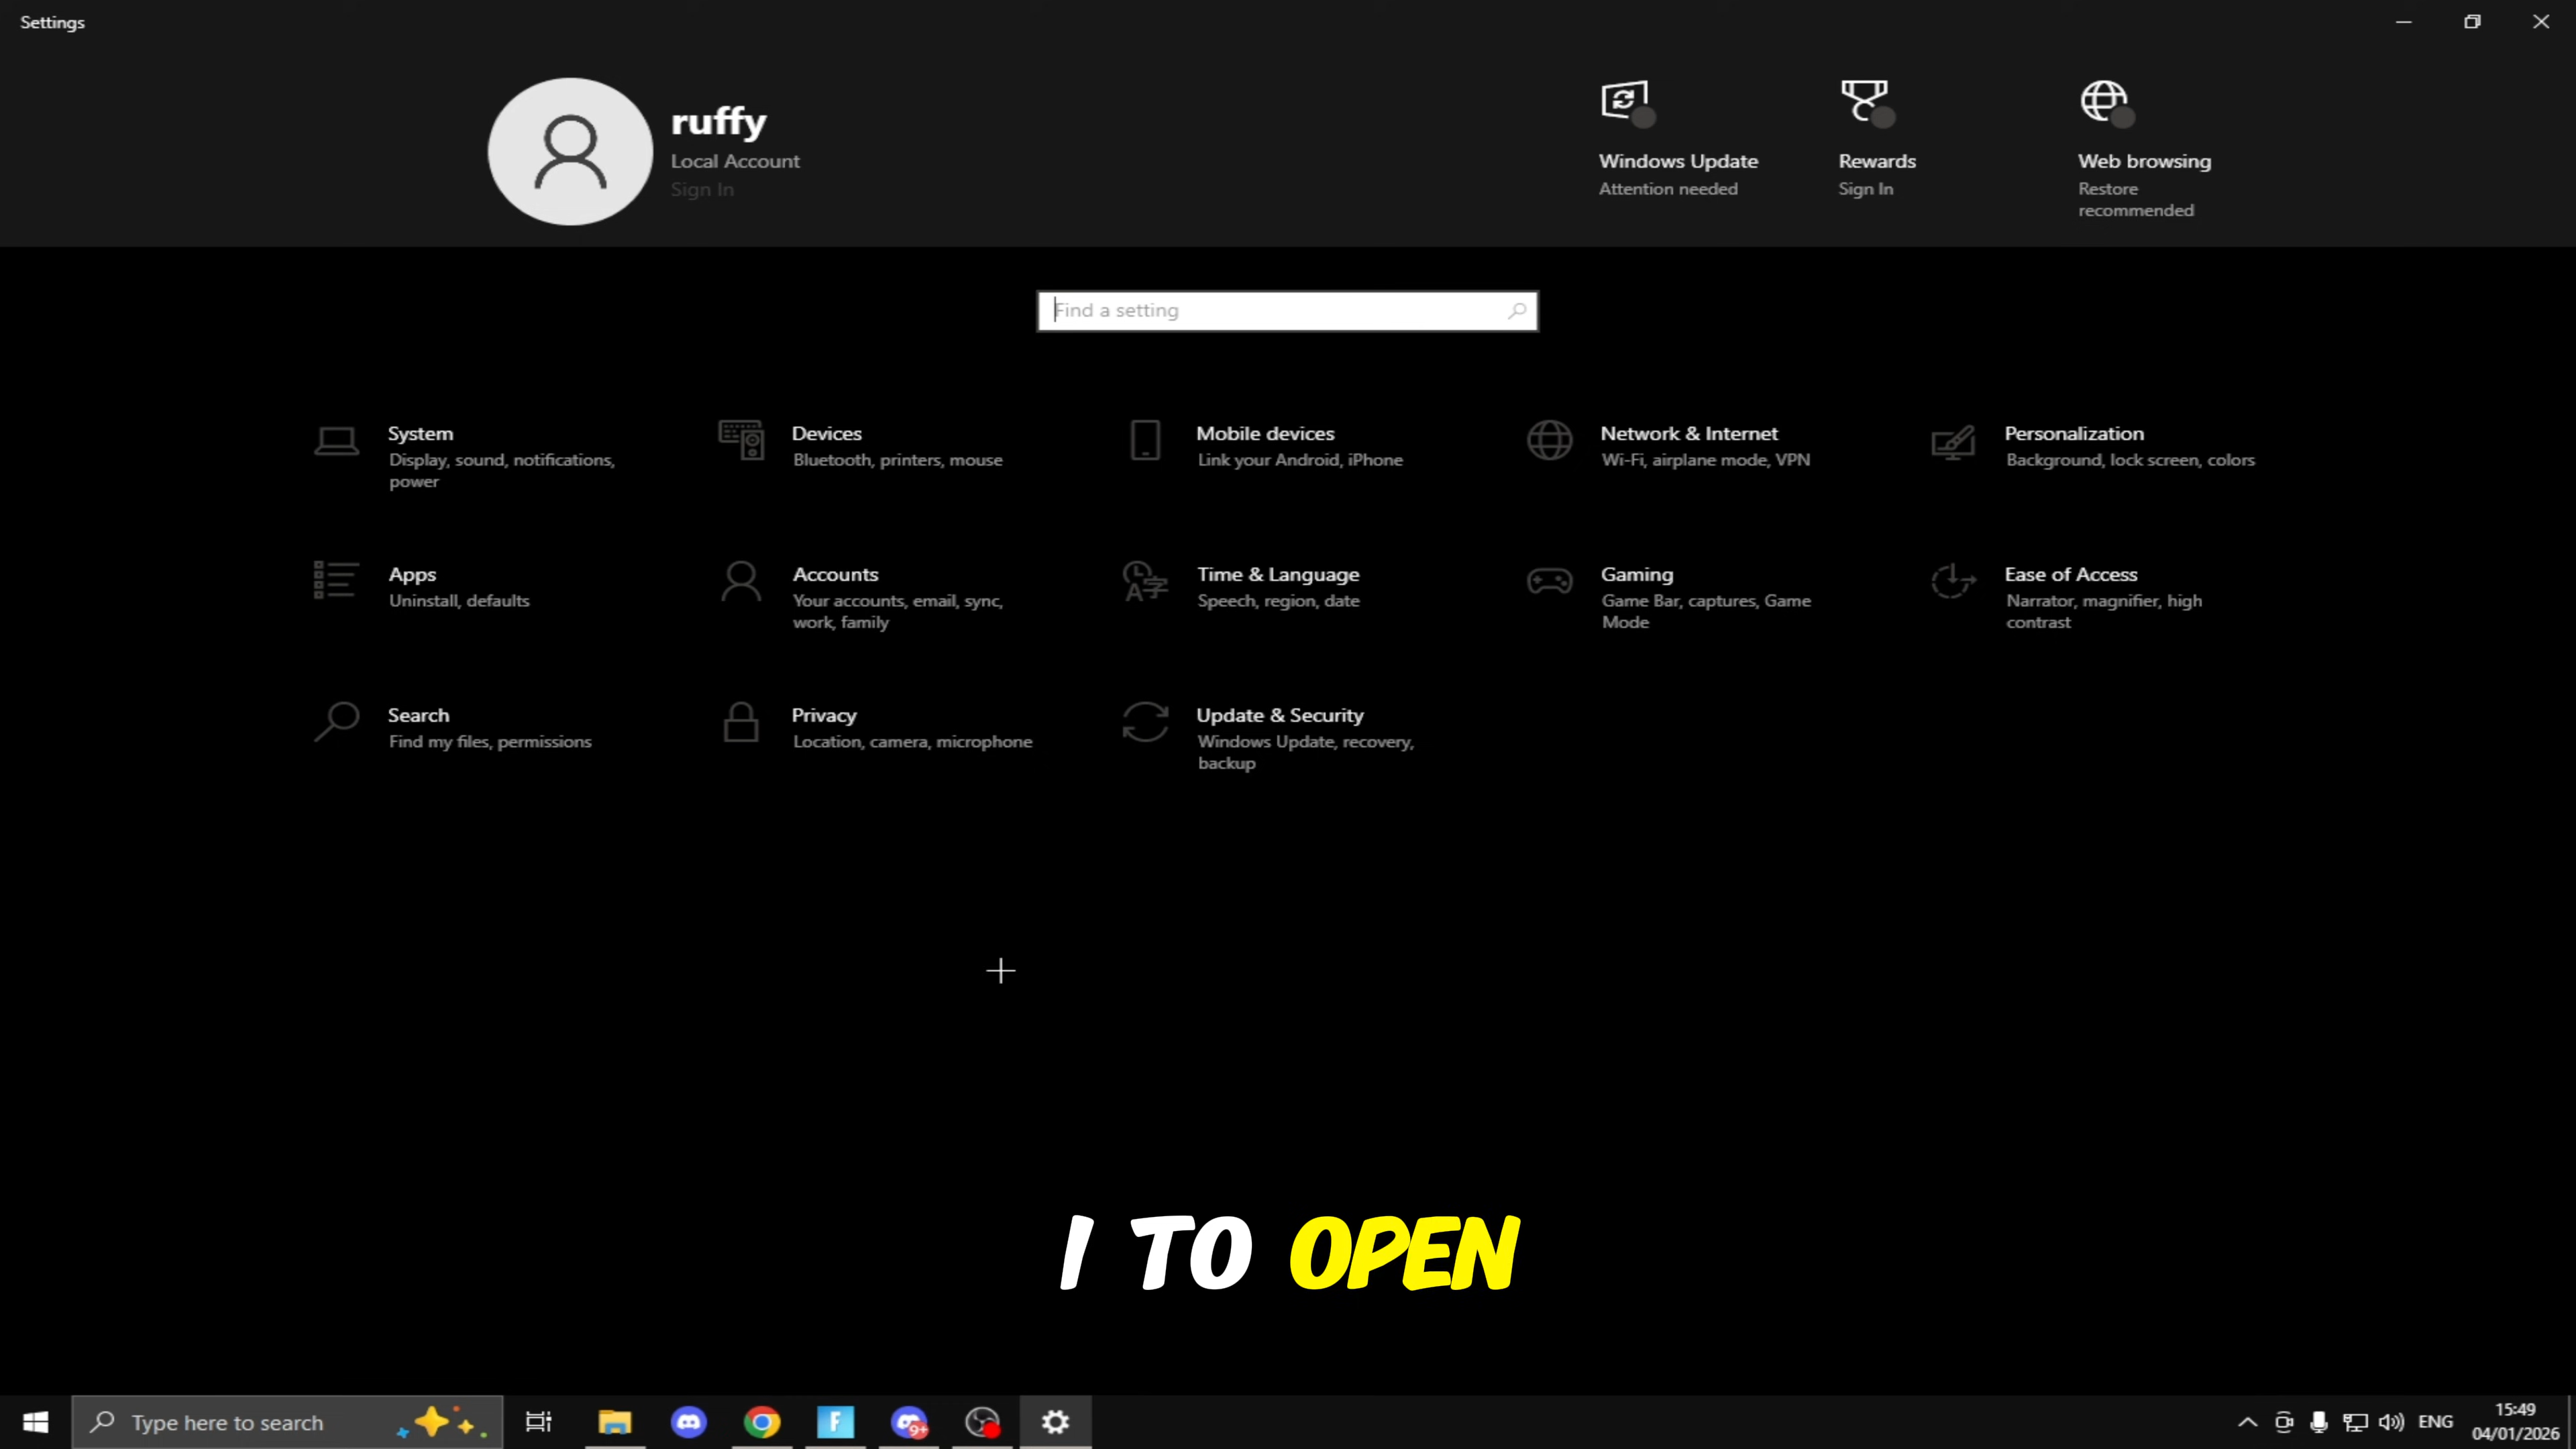 Settings
ruffy
Local Account
Sign In
Windows Update
Attention needed
Rewards
Sign In
Web browsing
Restore
recommended
Find a setting
System
Display, sound, notifications,
power
Devices
Bluetooth, printers, mouse
Mobile devices
Link your Android, iPhone
Network & Internet
Wi-Fi, airplane mode, VPN
Personalization
Background, lock screen, colors
Apps
Uninstall, defaults
Accounts
Your accounts, email, sync,
work, family
Time & Language
Speech, region, date
Gaming
Game Bar, captures, Game
Mode
Ease of Access
Narrator, magnifier, high
contrast
Search
Find my files, permissions
Privacy
Location, camera, microphone
Update & Security
Windows Update, recovery,
backup
I TO OPEN
Type here to search
F
9+
ENG
15:49
04/01/2026